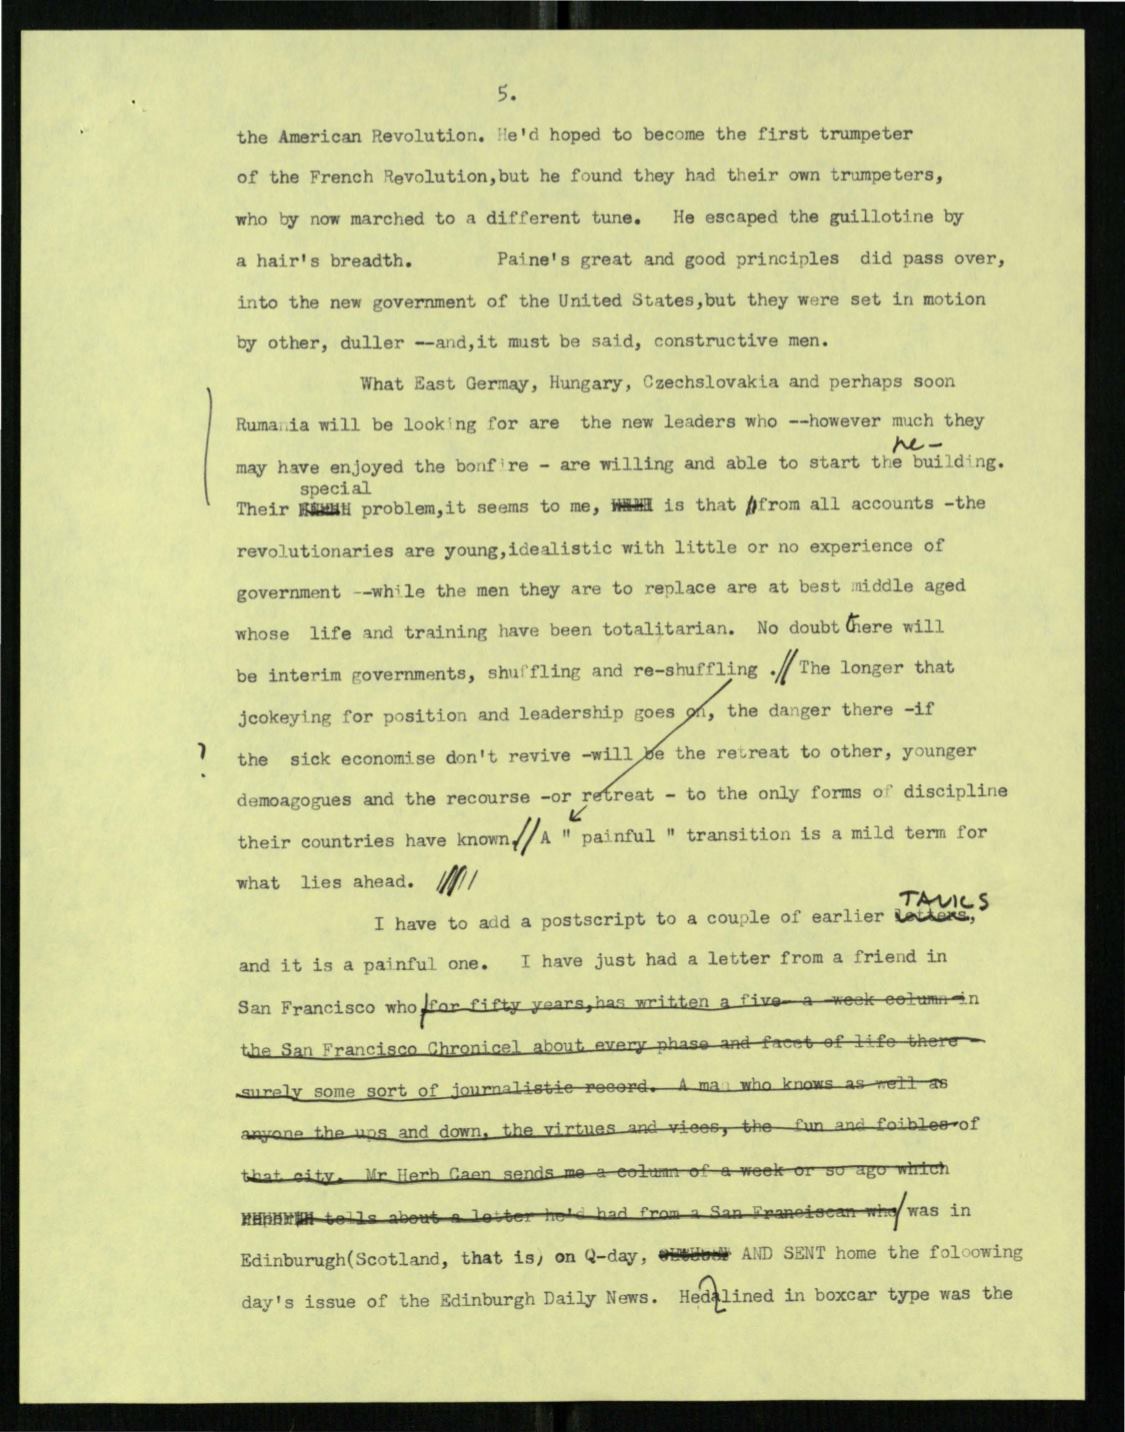 5.
the American Revolution. He'd hoped to become the first trumpeter
of the French Revolution,but he found they had their own trumpeters,
who by now marched to a different tune. He escaped the guillotine by
a hair's breadth. Paine's great and good principles did pass over,
into the new government of the United States,but they were set in motion
by other, duller --and,it must be said, constructive men.
What East Germay, Hungary, Czechslovakia and perhaps soon
Rumania will be looking for are the new leaders who --however much they
re-
may have enjoyed the bonfire - are willing and able to start the building.
special
Their problem,it seems to me, is that from all accounts -the
revolutionaries are young,idealistic with little or no experience of
government --while the men they are to replace are at best middle aged
whose life and training have been totalitarian. No doubt there will
be interim governments, shuffling and re-shuffling .// The longer that
jcokeying for position and leadership goes on, the danger there -if
? the sick economise don't revive -will be the retreat to other, younger
demoagogues and the recourse -or retreat - to the only forms of discipline
their countries have known.// A " painful " transition is a mild term for
what lies ahead. /////
TALKS
I have to add a postscript to a couple of earlier letters,
and it is a painful one. I have just had a letter from a friend in
San Francisco who for fifty years,has written a five- a -week column in
the San Francisco Chronicel about every phase and facet of life there -
surely some sort of journalistic record. A man who knows as well as
anyone the ups and down, the virtues and vices, the fun and foibles of
that city. Mr Herb Caen sends me a column of a week or so ago which
tells about a letter he'd had from a San Franciscan who was in
Edinburugh(Scotland, that is) on Q-day, AND SENT home the foloowing
day's issue of the Edinburgh Daily News. Hedalined in boxcar type was the